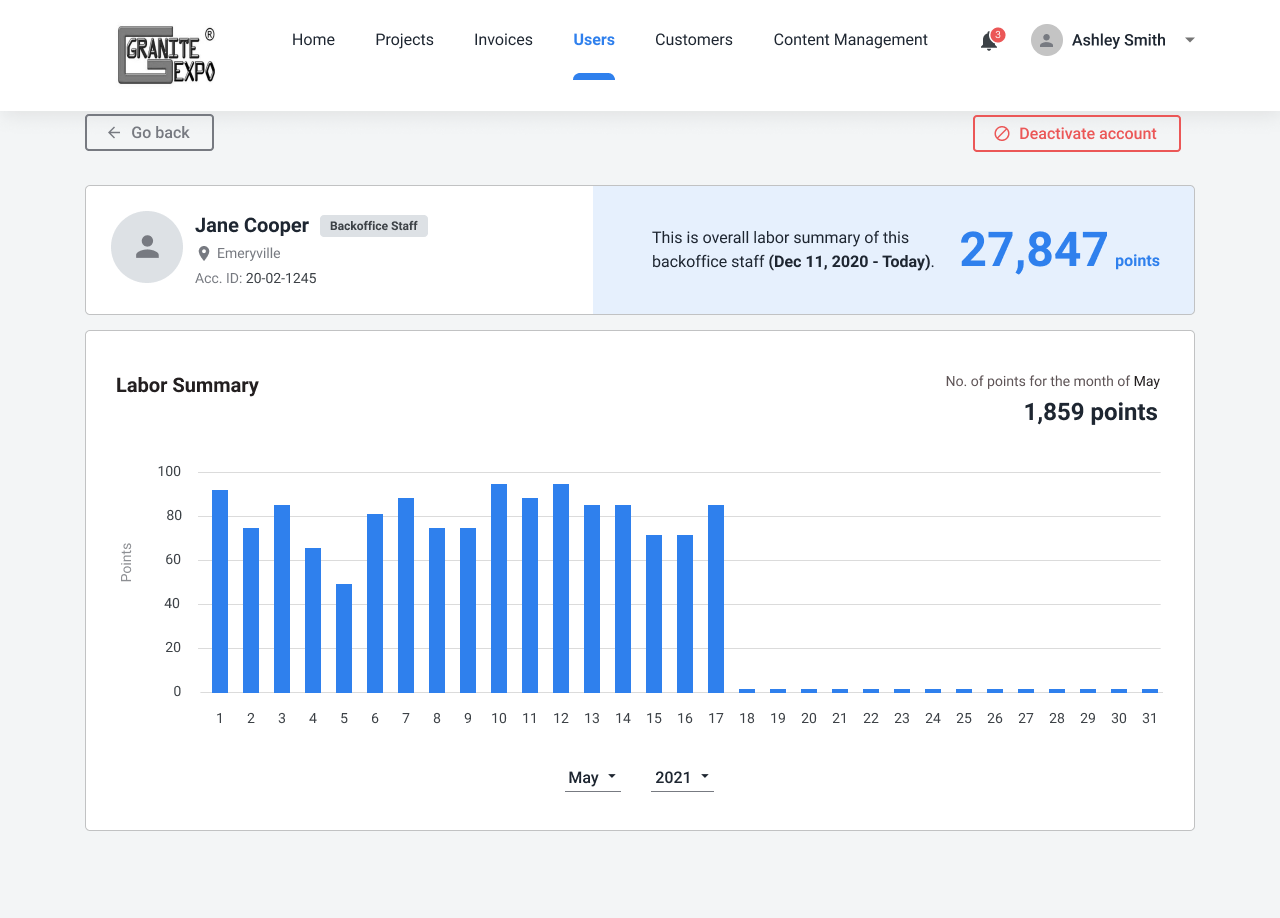 GRANITE ®
EXPO
Home Projects Invoices Users Customers Content Management 3 Ashley Smith
Go back
Deactivate account
Jane Cooper Backoffice Staff
Emeryville
Acc. ID: 20-02-1245
This is overall labor summary of this
backoffice staff (Dec 11, 2020 - Today).
27,847 points
Labor Summary
No. of points for the month of May
1,859 points
100
80
60
40
20
0
Points
1 2 3 4 5 6 7 8 9 10 11 12 13 14 15 16 17 18 19 20 21 22 23 24 25 26 27 28 29 30 31
May 2021